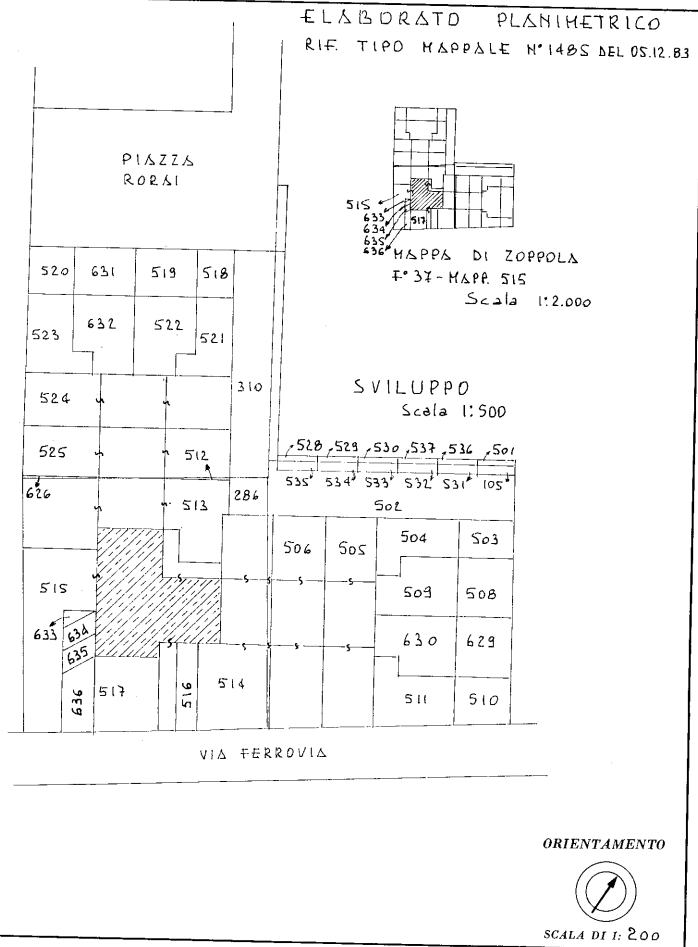 ELABORATO PLANIMETRICO
RIF. TIPO MAPPALE N° 1485 DEL 05.12.83
PIAZZA
RORAI
515
633
634
635
636
517
MAPPA DI ZOPPOLA
F° 37 - MAPP. 515
Scala 1:2.000
520 631 519 518
523 632 522 521
310
524
SVILUPPO
Scala 1:500
525 512
528 529 530 537 536 501
535 534 533 532 531 105
626 513 286
502
506 505 504 503
515 509 508
633 634
635
630 629
636 517 516 514 511 510
VIA FERROVIA
ORIENTAMENTO
SCALA DI 1: 200